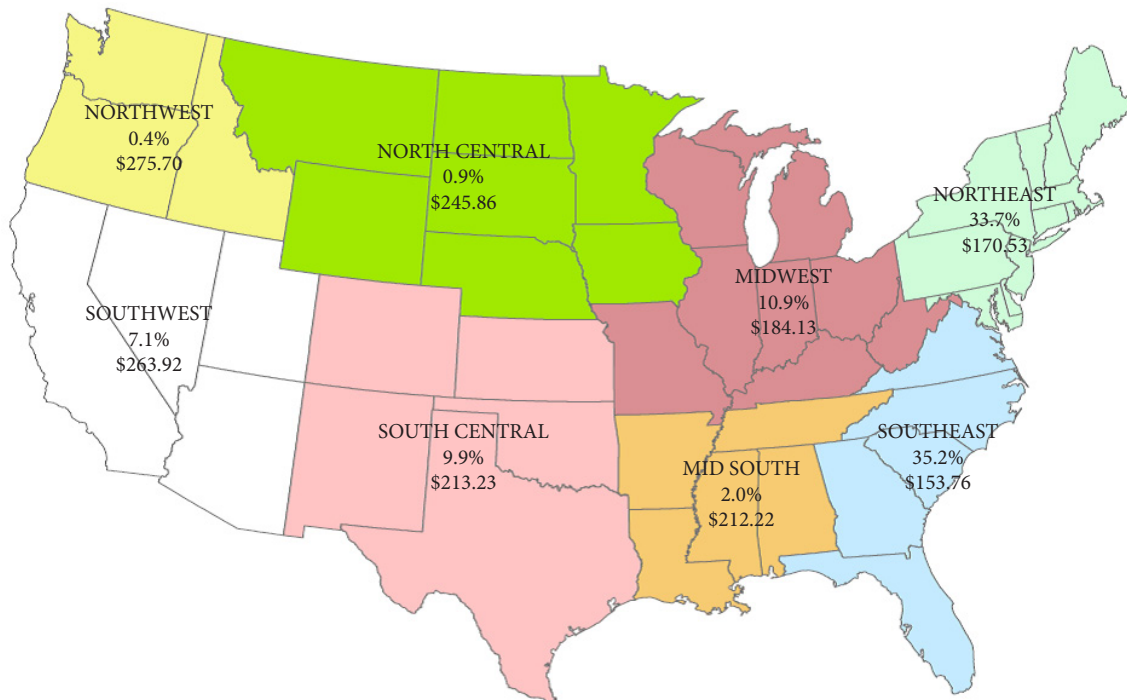 NORTHWEST
0.4%
$275.70
NORTH CENTRAL
0.9%
$245.86
NORTHEAST
33.7%
$170.53
SOUTHWEST
7.1%
$263.92
MIDWEST
10.9%
$184.13
SOUTH CENTRAL
9.9%
$213.23
MID SOUTH
2.0%
$212.22
SOUTHEAST
35.2%
$153.76